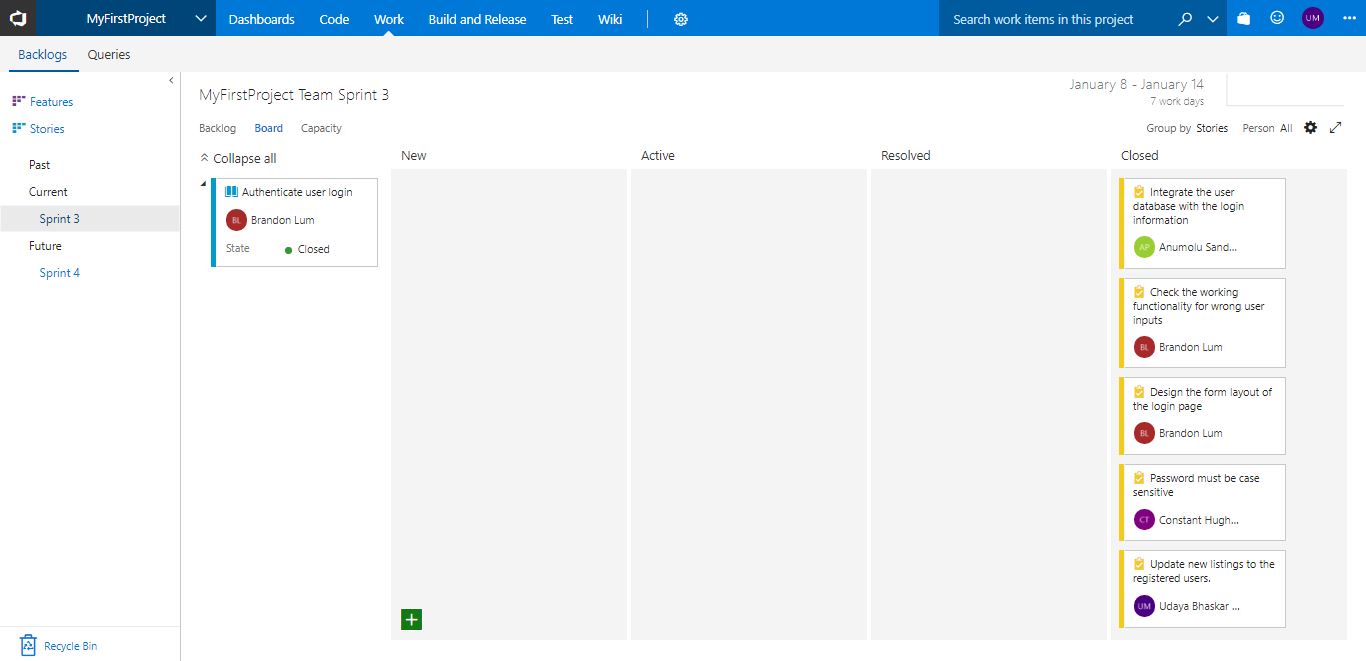 MyFirstProject
Dashboards
Code
Work
Build and Release
Test
Wiki
Search work items in this project
UM
Backlogs
Queries
Features
Stories
Past
Current
Sprint 3
Future
Sprint 4
Recycle Bin
MyFirstProject Team Sprint 3
January 8 - January 14
7 work days
Backlog
Board
Capacity
Group by Stories
Person All
Collapse all
New
Active
Resolved
Closed
Authenticate user login
BL
Brandon Lum
State
Closed
Integrate the user
database with the login
information
AP
Anumolu Sand...
Check the working
functionality for wrong user
inputs
BL
Brandon Lum
Design the form layout of
the login page
BL
Brandon Lum
Password must be case
sensitive
CT
Constant Hugh...
Update new listings to the
registered users.
UM
Udaya Bhaskar ...